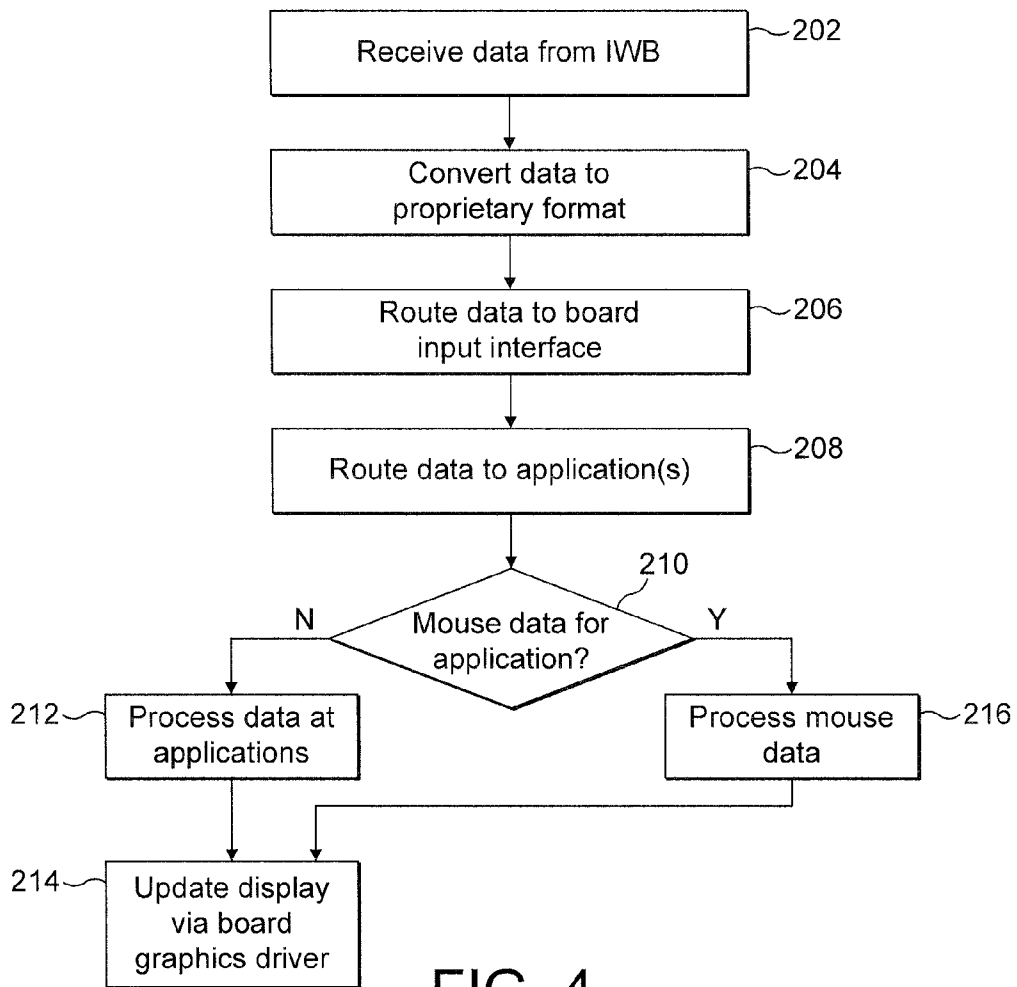 Receive data from IWB
202
Convert data to
proprietary format
204
Route data to board
input interface
206
Route data to application(s)
208
210
Mouse data for
application?
N
Y
212
Process data at
applications
Process mouse
data
216
214
Update display
via board
graphics driver
FIG. 4